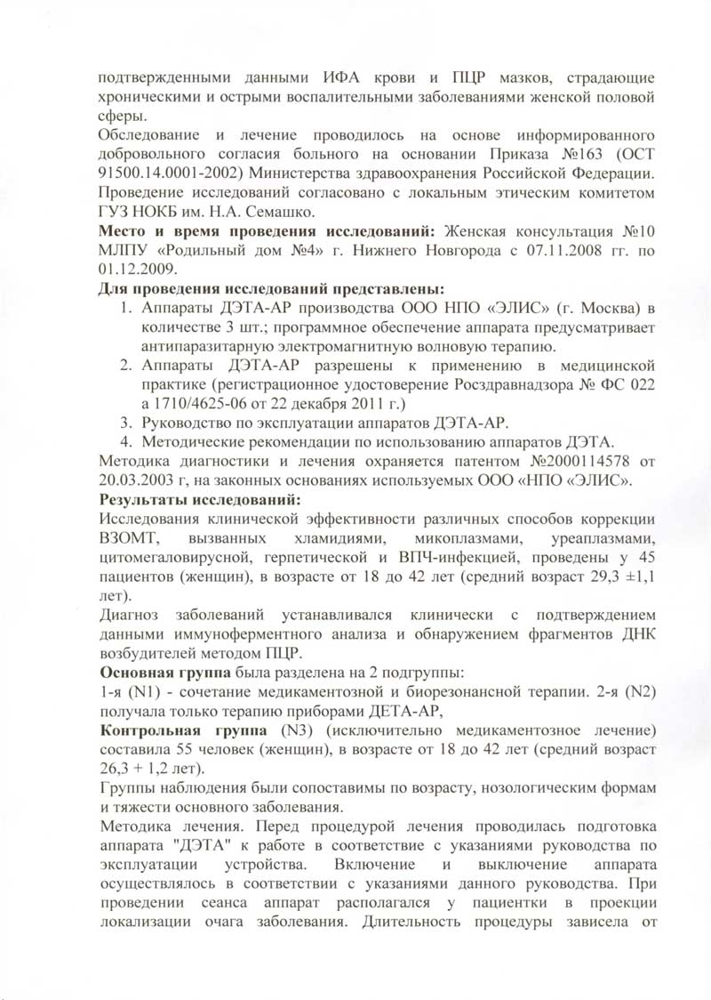 подтвержденными данными ИФА крови и ПЦР мазков, страдающие
хроническими и острыми воспалительными заболеваниями женской половой
сферы.
Обследование и лечение проводилось на основе информированного
добровольного согласия больного на основании Приказа №163 (ОСТ
91500.14.0001-2002) Министерства здравоохранения Российской Федерации.
Проведение исследований согласовано с локальным этическим комитетом
ГУЗ НОКБ им. Н.А. Семашко.
Место и время проведения исследований: Женская консультация №10
МЛПУ «Родильный дом №4» г. Нижнего Новгорода с 07.11.2008 гг. по
01.12.2009.
Для проведения исследований представлены:
1. Аппараты ДЭТА-АР производства ООО НПО «ЭЛИС» (г. Москва) в
количестве 3 шт.; программное обеспечение аппарата предусматривает
антипаразитарную электромагнитную волновую терапию.
2. Аппараты ДЭТА-АР разрешены к применению в медицинской
практике (регистрационное удостоверение Росздравнадзора № ФС 022
а 1710/4625-06 от 22 декабря 2011 г.)
3. Руководство по эксплуатации аппаратов ДЭТА-АР.
4. Методические рекомендации по использованию аппаратов ДЭТА.
Методика диагностики и лечения охраняется патентом №2000114578 от
20.03.2003 г, на законных основаниях используемых ООО «НПО «ЭЛИС».
Результаты исследований:
Исследования клинической эффективности различных способов коррекции
ВЗОМТ, вызванных хламидиями, микоплазмами, уреаплазмами,
цитомегаловирусной, герпетической и ВПЧ-инфекцией, проведены у 45
пациентов (женщин), в возрасте от 18 до 42 лет (средний возраст 29,3 ±1,1
лет).
Диагноз заболеваний устанавливался клинически с подтверждением
данными иммуноферментного анализа и обнаружением фрагментов ДНК
возбудителей методом ПЦР.
Основная группа была разделена на 2 подгруппы:
1-я (N1) - сочетание медикаментозной и биорезонансной терапии. 2-я (N2)
получала только терапию приборами ДЕТА-АР,
Контрольная группа (N3) (исключительно медикаментозное лечение)
составила 55 человек (женщин), в возрасте от 18 до 42 лет (средний возраст
26,3 + 1,2 лет).
Группы наблюдения были сопоставимы по возрасту, нозологическим формам
и тяжести основного заболевания.
Методика лечения. Перед процедурой лечения проводилась подготовка
аппарата "ДЭТА" к работе в соответствие с указаниями руководства по
эксплуатации устройства. Включение и выключение аппарата
осуществлялось в соответствии с указаниями данного руководства. При
проведении сеанса аппарат располагался у пациентки в проекции
локализации очага заболевания. Длительность процедуры зависела от